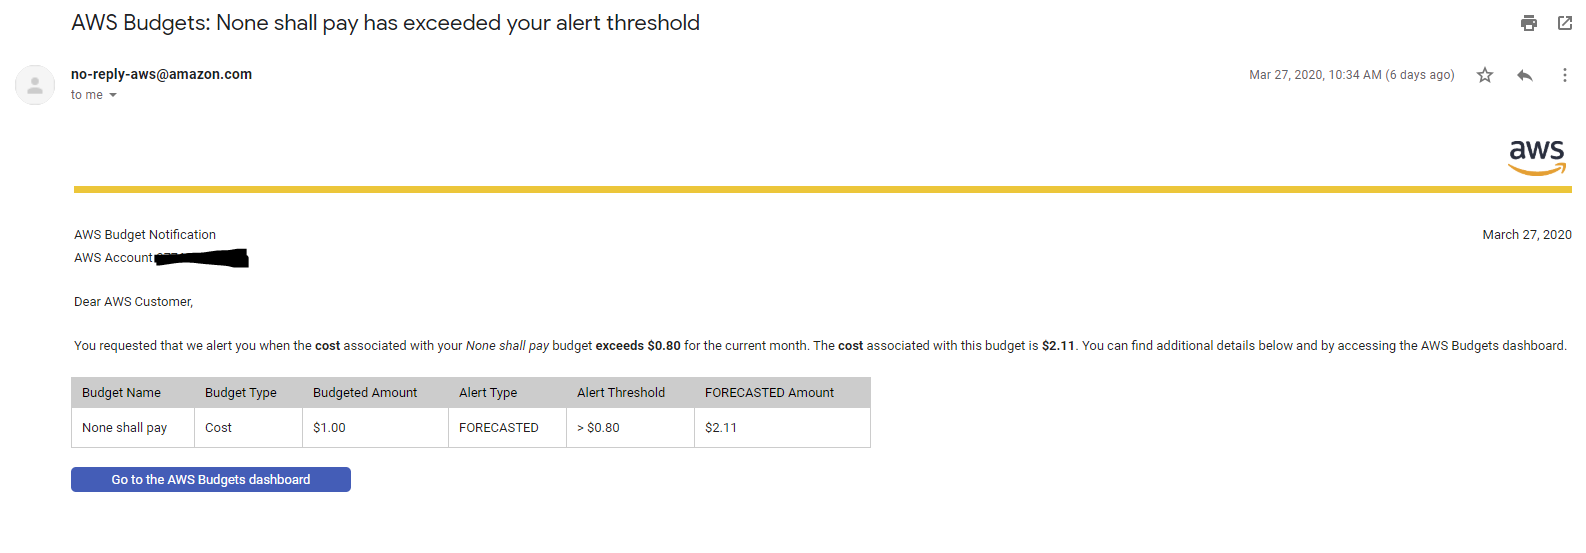 AWS Budgets: None shall pay has exceeded your alert threshold
no-reply-aws@amazon.com
Mar 27, 2020, 10:34 AM (6 days ago)
to me
aws
AWS Budget Notification
March 27, 2020
AWS Account
Dear AWS Customer,
You requested that we alert you when the cost associated with your None shall pay budget exceeds $0.80 for the current month. The cost associated with this budget is $2.11. You can find additional details below and by accessing the AWS Budgets dashboard.
Budget Name Budget Type Budgeted Amount Alert Type Alert Threshold FORECASTED Amount
None shall pay Cost $1.00 FORECASTED > $0.80 $2.11
Go to the AWS Budgets dashboard